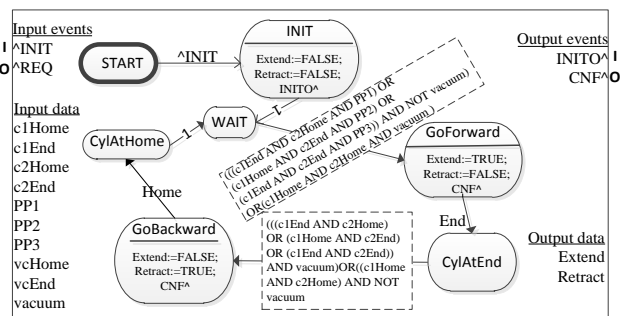 Input events
^INIT
^REQ
I
O
START
^INIT
INIT
Extend:=FALSE;
Retract:=FALSE;
INITO^
Output events
INITO^
CNF^
I
O
1
WAIT
1
CylAtHome
(((c1End AND c2Home AND PP1) OR
(c1Home AND c2End AND PP2) OR
(c1End AND c2End AND PP3)) AND NOT vacuum)
OR(c1Home AND c2Home AND vacuum )
GoForward
Extend:=TRUE;
Retract:=FALSE;
CNF^
Input data
c1Home
c1End
c2Home
c2End
PP1
PP2
PP3
vcHome
vcEnd
vacuum
Home
GoBackward
Extend:=FALSE;
Retract:=TRUE;
CNF^
(((c1End AND c2Home)
OR (c1Home AND c2End)
OR (c1End AND c2End))
AND vacuum)OR((c1Home
AND c2Home) AND NOT
vacuum
End
CylAtEnd
Output data
Extend
Retract